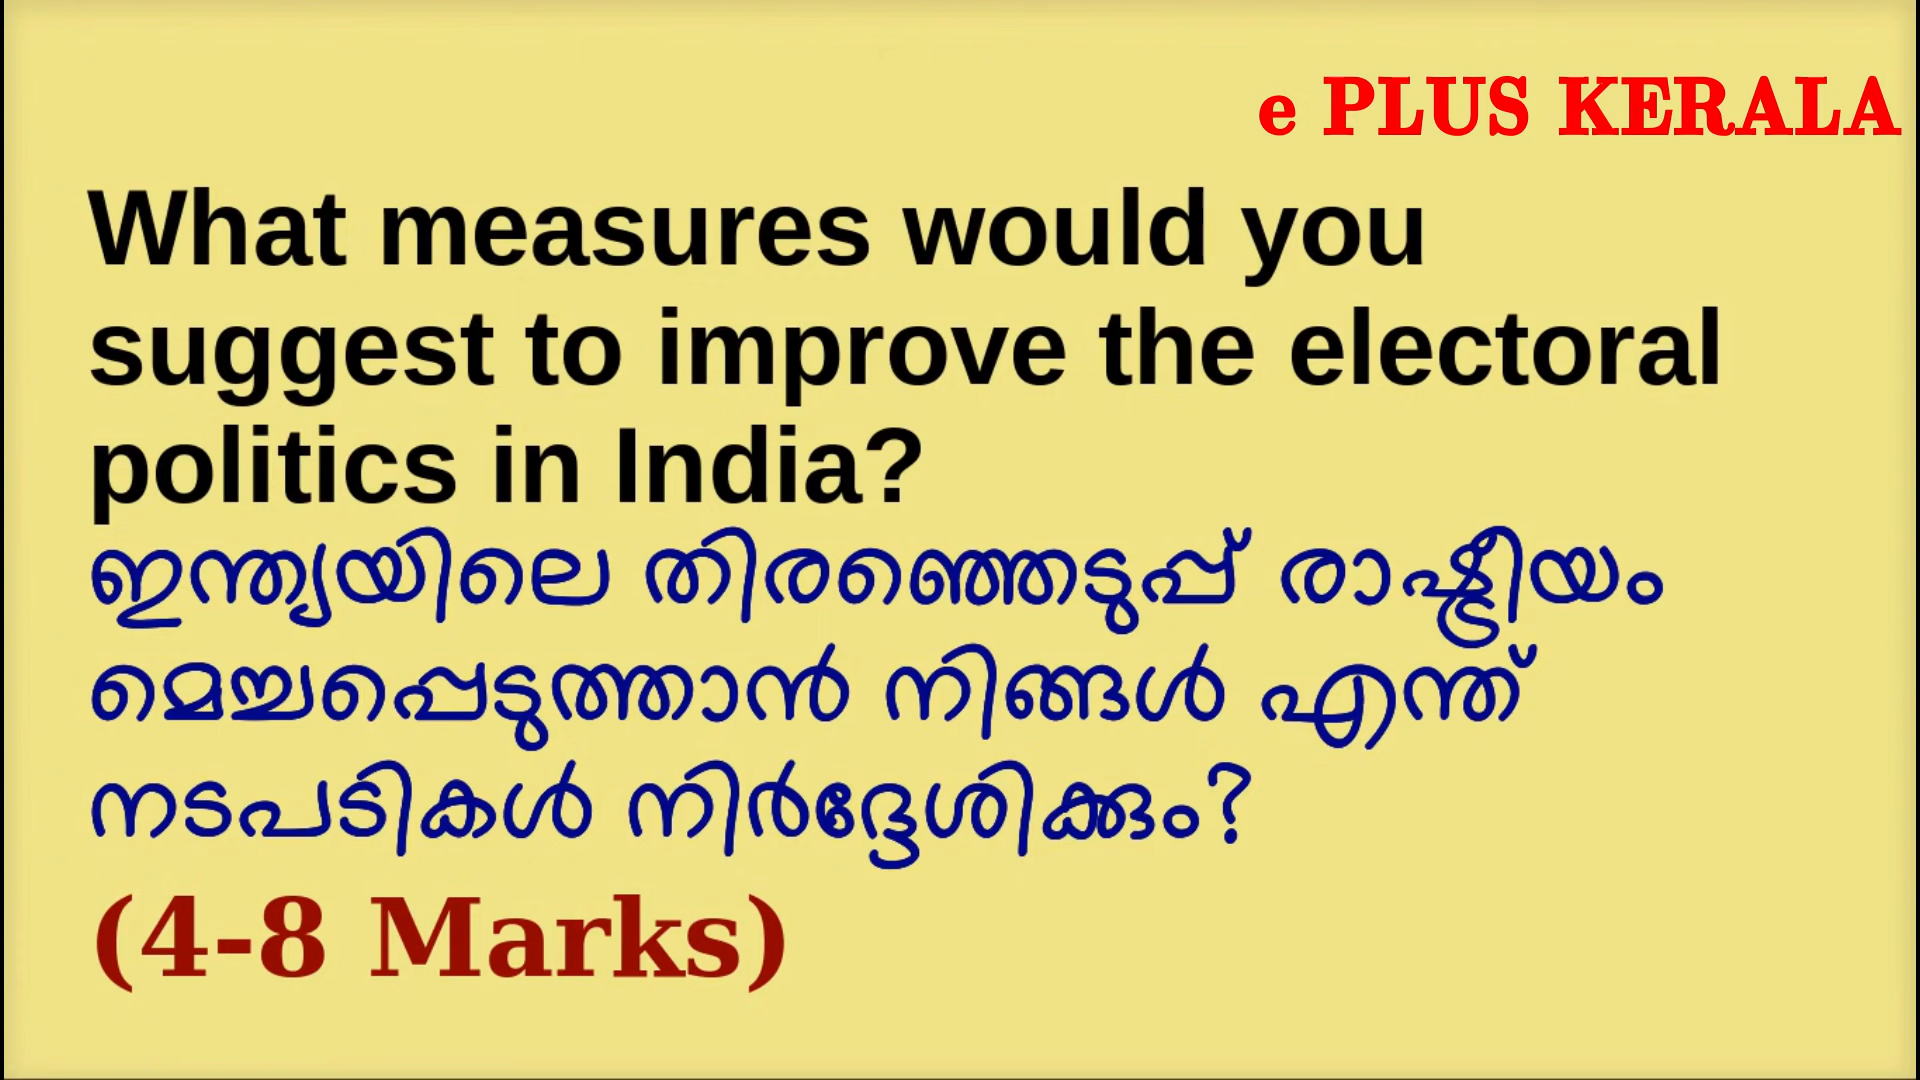 e PLUS KERALA
What measures would you
suggest to improve the electoral
politics in India?
ഇന്ത്യയിലെ തിരഞ്ഞെടുപ്പ് രാഷ്ട്രീയം
മെച്ചപ്പെടുത്താൻ നിങ്ങൾ എന്ത്
നടപടികൾ നിർദ്ദേശിക്കും?
(4-8 Marks)